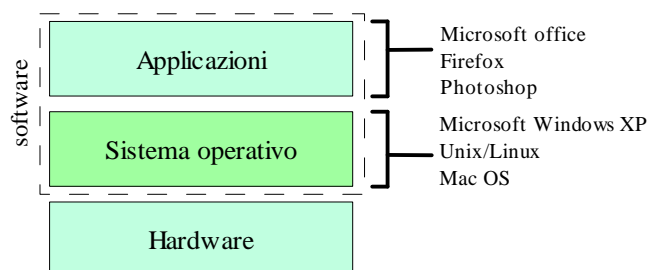 software
Applicazioni
Microsoft office
Firefox
Photoshop
Sistema operativo
Microsoft Windows XP
Unix/Linux
Mac OS
Hardware